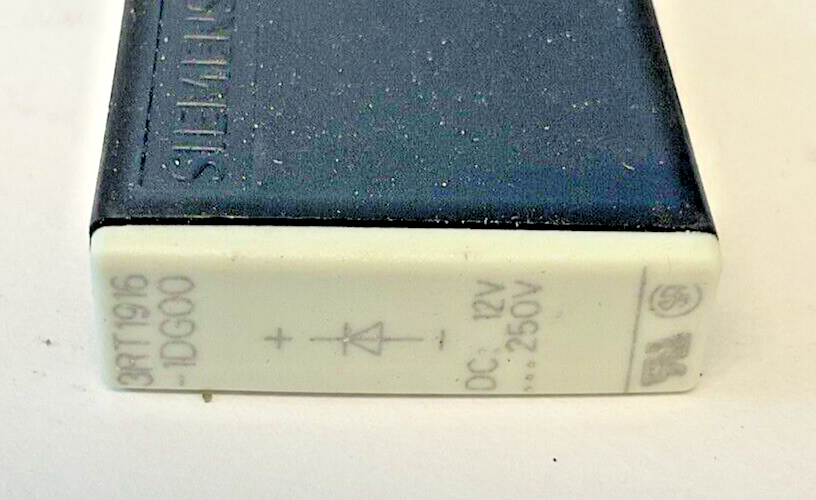 SIEMENS
3RT1916
-1DG00
+ -
DC: 12V
...250V